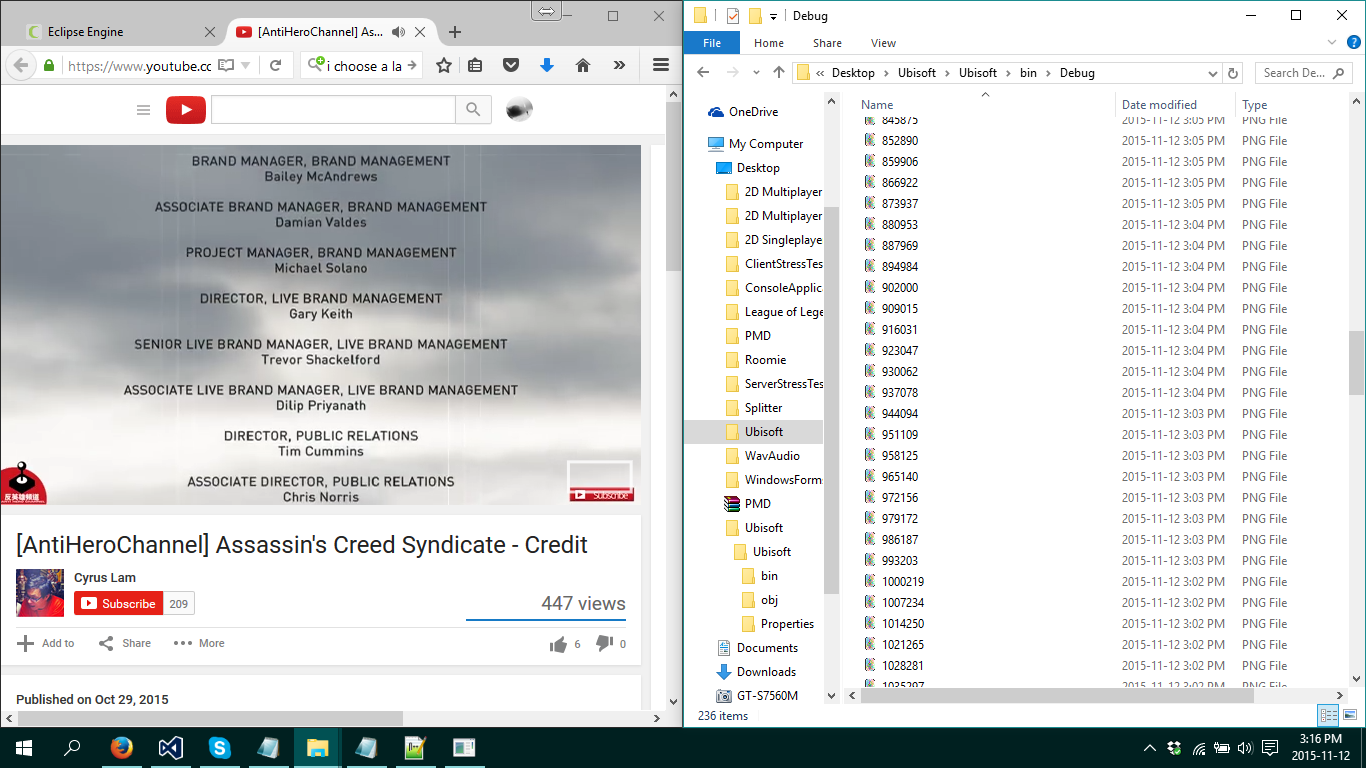 Eclipse Engine
[AntiHeroChannel] As...
https://www.youtube.cc
i choose a la
BRAND MANAGER, BRAND MANAGEMENT
Bailey McAndrews
ASSOCIATE BRAND MANAGER, BRAND MANAGEMENT
Damian Valdes
PROJECT MANAGER, BRAND MANAGEMENT
Michael Solano
DIRECTOR, LIVE BRAND MANAGEMENT
Gary Keith
SENIOR LIVE BRAND MANAGER, LIVE BRAND MANAGEMENT
Trevor Shackelford
ASSOCIATE LIVE BRAND MANAGER, LIVE BRAND MANAGEMENT
Dilip Priyanath
DIRECTOR, PUBLIC RELATIONS
Tim Cummins
ASSOCIATE DIRECTOR, PUBLIC RELATIONS
Chris Norris
反英雄頻道
Subscribe
[AntiHeroChannel] Assassin's Creed Syndicate - Credit
Cyrus Lam
Subscribe 209
447 views
Add to Share More 6 0
Published on Oct 29, 2015
Debug
File Home Share View
« Desktop Ubisoft Ubisoft bin Debug
Search De...
OneDrive
My Computer
Desktop
2D Multiplayer
2D Multiplayer
2D Singleplaye
ClientStressTes
ConsoleApplica
League of Lege
PMD
Roomie
ServerStressTes
Splitter
Ubisoft
WavAudio
WindowsForm
PMD
Ubisoft
Ubisoft
bin
obj
Properties
Documents
Downloads
GT-S7560M
Name Date modified Type
845875 2015-11-12 3:05 PM PNG File
852890 2015-11-12 3:05 PM PNG File
859906 2015-11-12 3:05 PM PNG File
866922 2015-11-12 3:05 PM PNG File
873937 2015-11-12 3:05 PM PNG File
880953 2015-11-12 3:04 PM PNG File
887969 2015-11-12 3:04 PM PNG File
894984 2015-11-12 3:04 PM PNG File
902000 2015-11-12 3:04 PM PNG File
909015 2015-11-12 3:04 PM PNG File
916031 2015-11-12 3:04 PM PNG File
923047 2015-11-12 3:04 PM PNG File
930062 2015-11-12 3:04 PM PNG File
937078 2015-11-12 3:04 PM PNG File
944094 2015-11-12 3:03 PM PNG File
951109 2015-11-12 3:03 PM PNG File
958125 2015-11-12 3:03 PM PNG File
965140 2015-11-12 3:03 PM PNG File
972156 2015-11-12 3:03 PM PNG File
979172 2015-11-12 3:03 PM PNG File
986187 2015-11-12 3:03 PM PNG File
993203 2015-11-12 3:03 PM PNG File
1000219 2015-11-12 3:02 PM PNG File
1007234 2015-11-12 3:02 PM PNG File
1014250 2015-11-12 3:02 PM PNG File
1021265 2015-11-12 3:02 PM PNG File
1028281 2015-11-12 3:02 PM PNG File
1035297 2015-11-12 3:02 PM PNG File
236 items
3:16 PM
2015-11-12